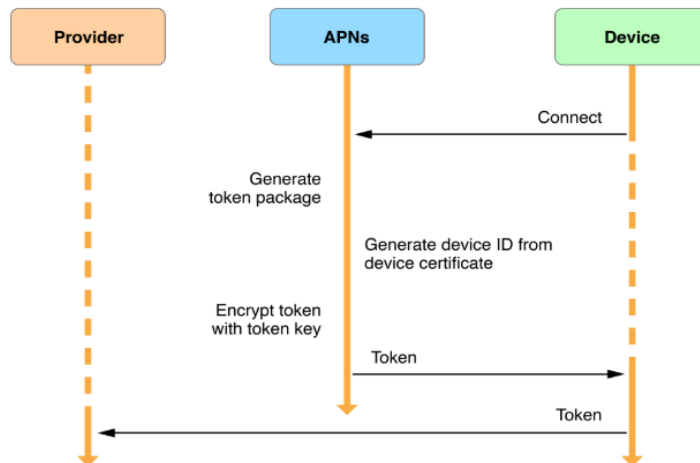 Provider
APNs
Device
Connect
Generate
token package
Generate device ID from
device certificate
Encrypt token
with token key
Token
Token